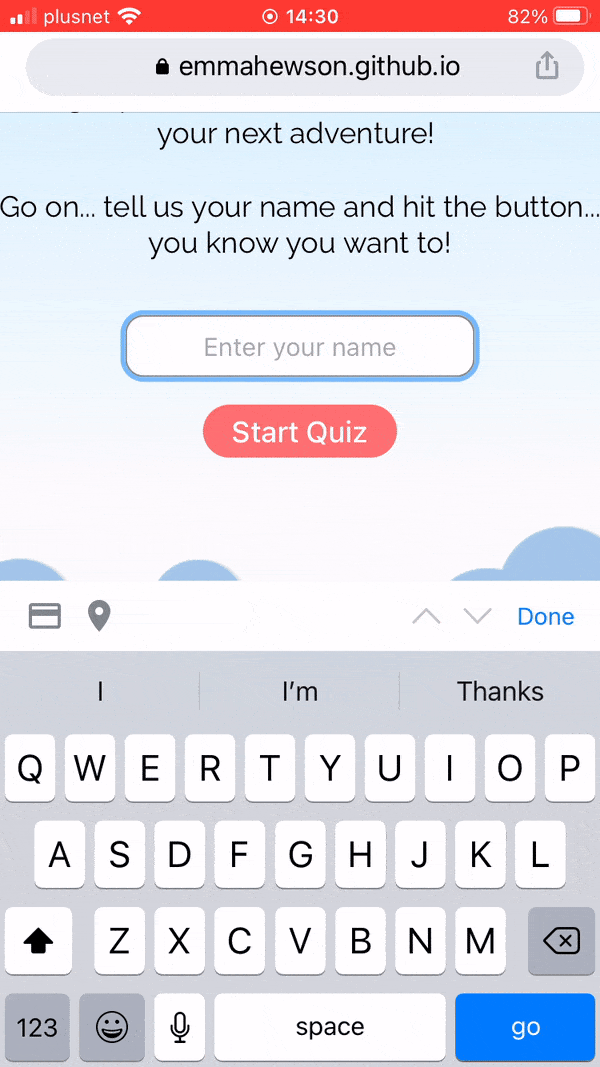 plusnet 14:30 82%
emmahewson.github.io
your next adventure!
Go on... tell us your name and hit the button...
you know you want to!
Enter your name
Start Quiz
Done
I I'm Thanks
Q W E R T Y U I O P
A S D F G H J K L
Z X C V B N M
123 space go